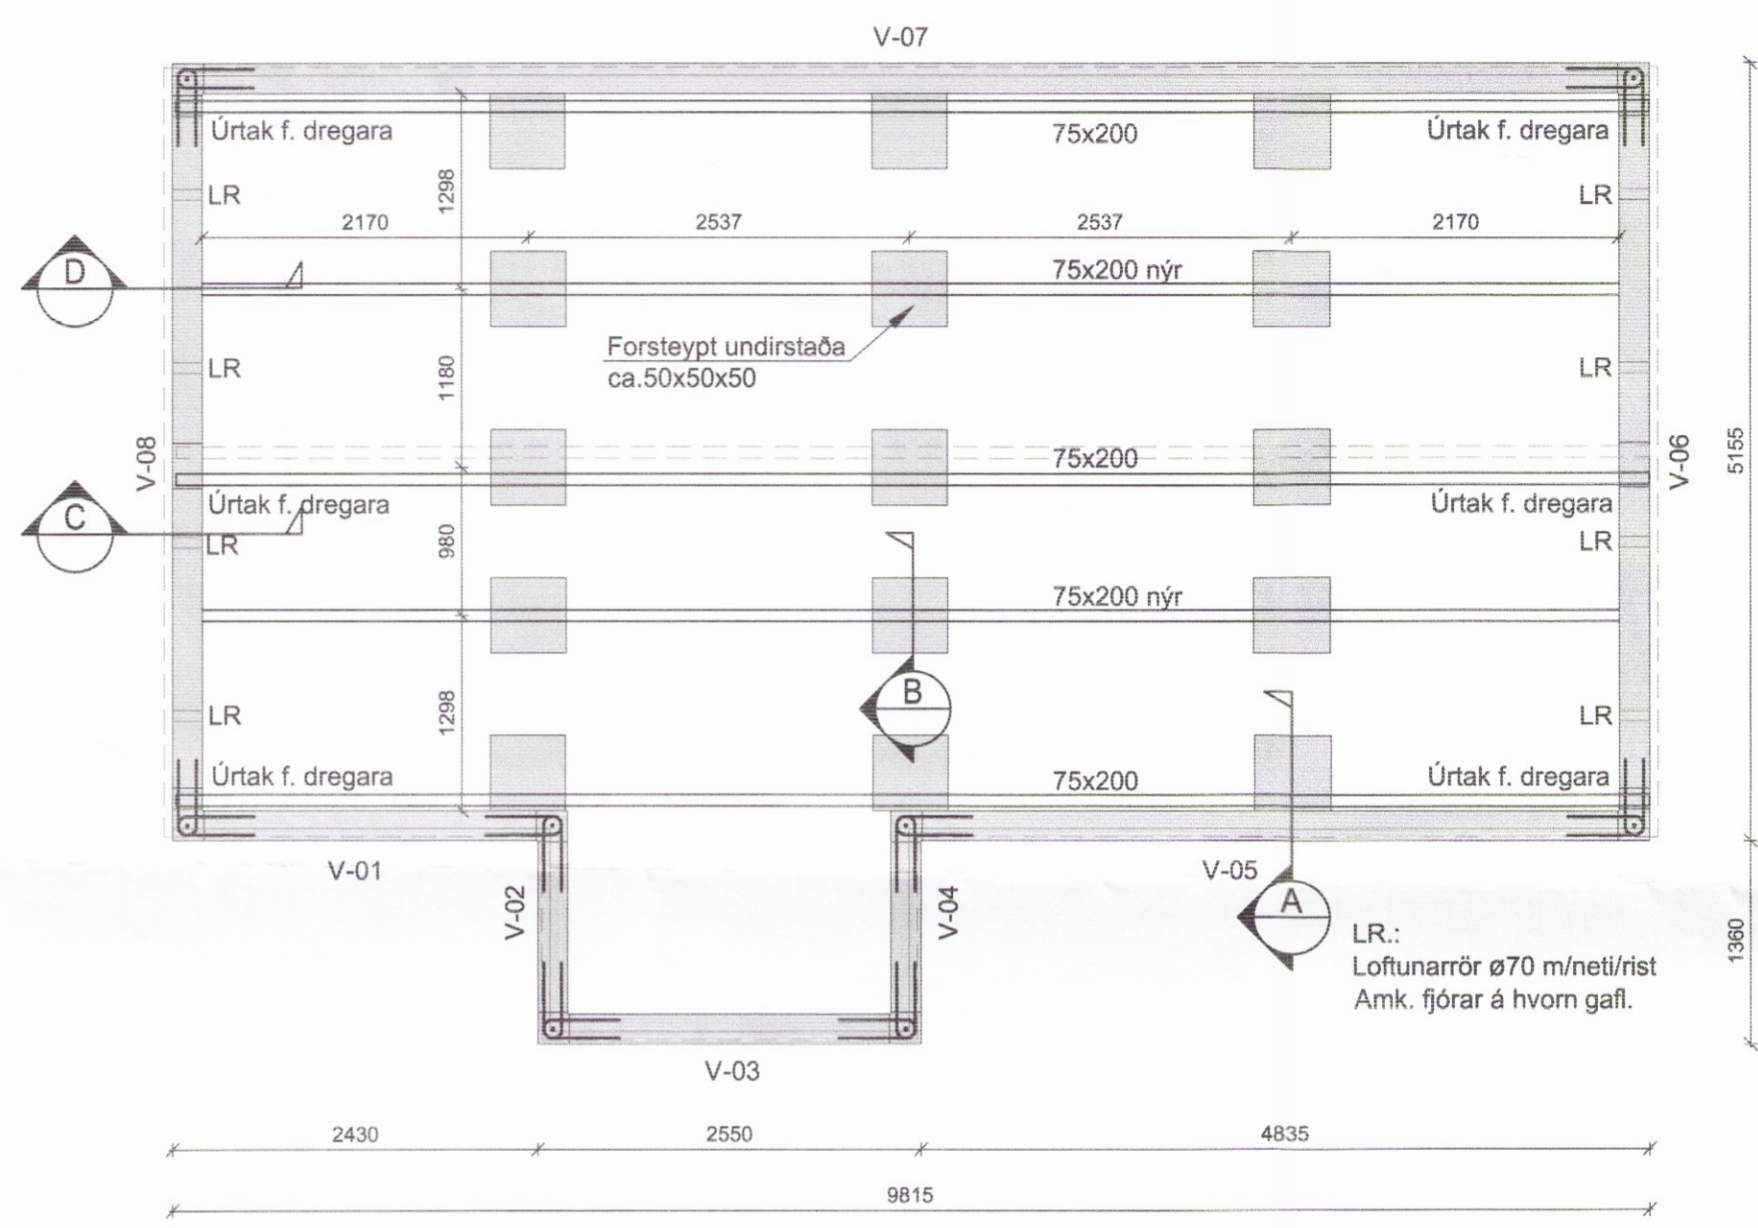 V-07
Úrtak f. dregara
75x200
Úrtak f. dregara
LR
1298
LR
2170
2537
2537
2170
D
75x200 nýr
Forsteypt undirstaða
ca.50x50x50
LR
1180
LR
V-08
75x200
V-06
5155
Úrtak f. dregara
Úrtak f. dregara
C
LR
980
LR
75x200 nýr
B
LR
1298
LR
Úrtak f. dregara
75x200
Úrtak f. dregara
V-01
V-02
V-04
V-05
A
1360
LR.:
Loftunarrör ø70 m/neti/rist
Amk. fjórar á hvorn gafl.
V-03
2430
2550
4835
9815